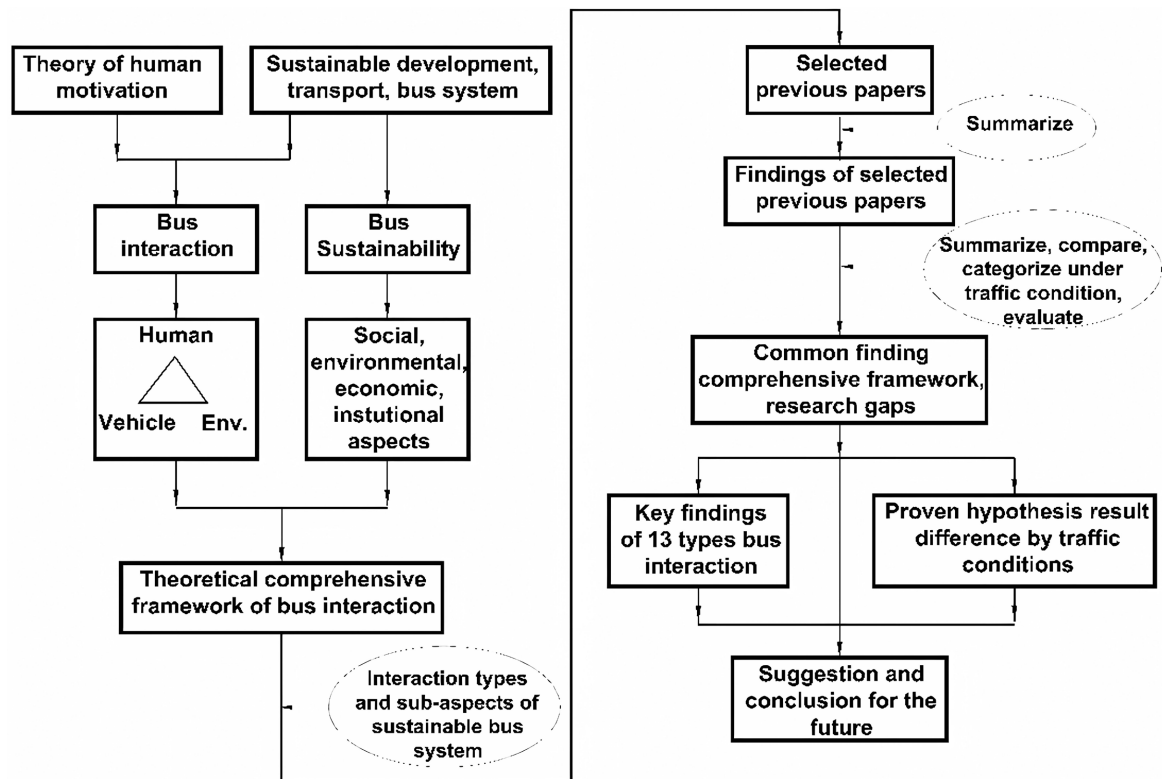 Theory of human
motivation
Sustainable development,
transport, bus system
Bus
interaction
Bus
Sustainability
Human
Vehicle Env.
Social,
environmental,
economic,
instutional
aspects
Theoretical comprehensive
framework of bus interaction
Interaction types
and sub-aspects of
sustainable bus
system
Selected
previous papers
Summarize
Findings of selected
previous papers
Summarize, compare,
categorize under
traffic condition,
evaluate
Common finding
comprehensive framework,
research gaps
Key findings
of 13 types bus
interaction
Proven hypothesis result
difference by traffic
conditions
Suggestion and
conclusion for the
future